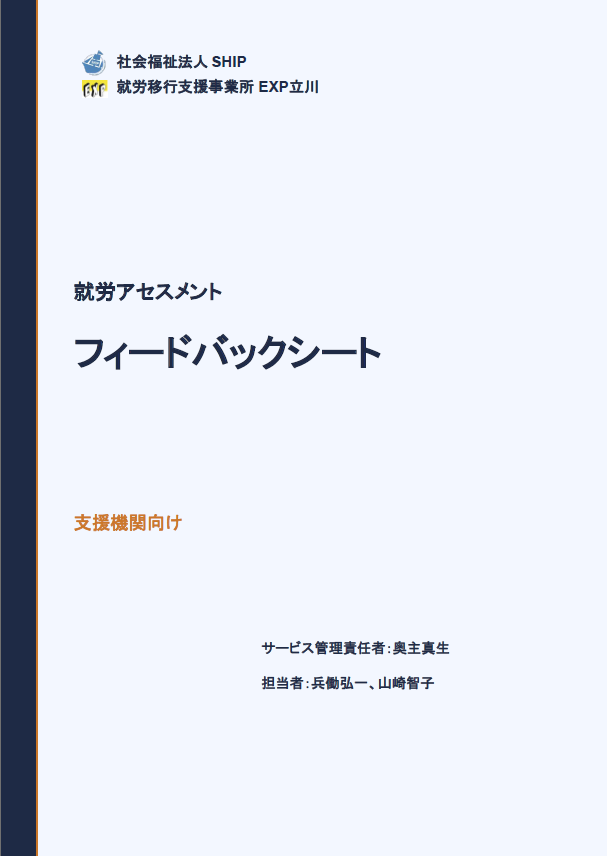 社会福祉法人 SHIP
就労移行支援事業所 EXP立川
就労アセスメント
フィードバックシート
支援機関向け
サービス管理責任者：奥主真生
担当者：兵働弘一、山崎智子